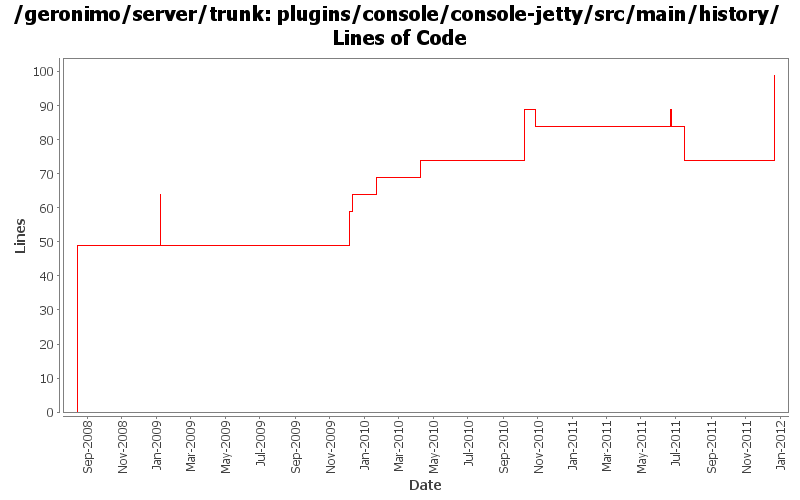 /geronimo/server/trunk: plugins/console/console-jetty/src/main/history/
Lines of Code
100
90
80
70
60
50
40
30
20
10
0
Lines
Sep-2008
Nov-2008
Jan-2009
Mar-2009
May-2009
Jul-2009
Sep-2009
Nov-2009
Jan-2010
Mar-2010
May-2010
Jul-2010
Sep-2010
Nov-2010
Jan-2011
Mar-2011
May-2011
Jul-2011
Sep-2011
Nov-2011
Jan-2012
Date